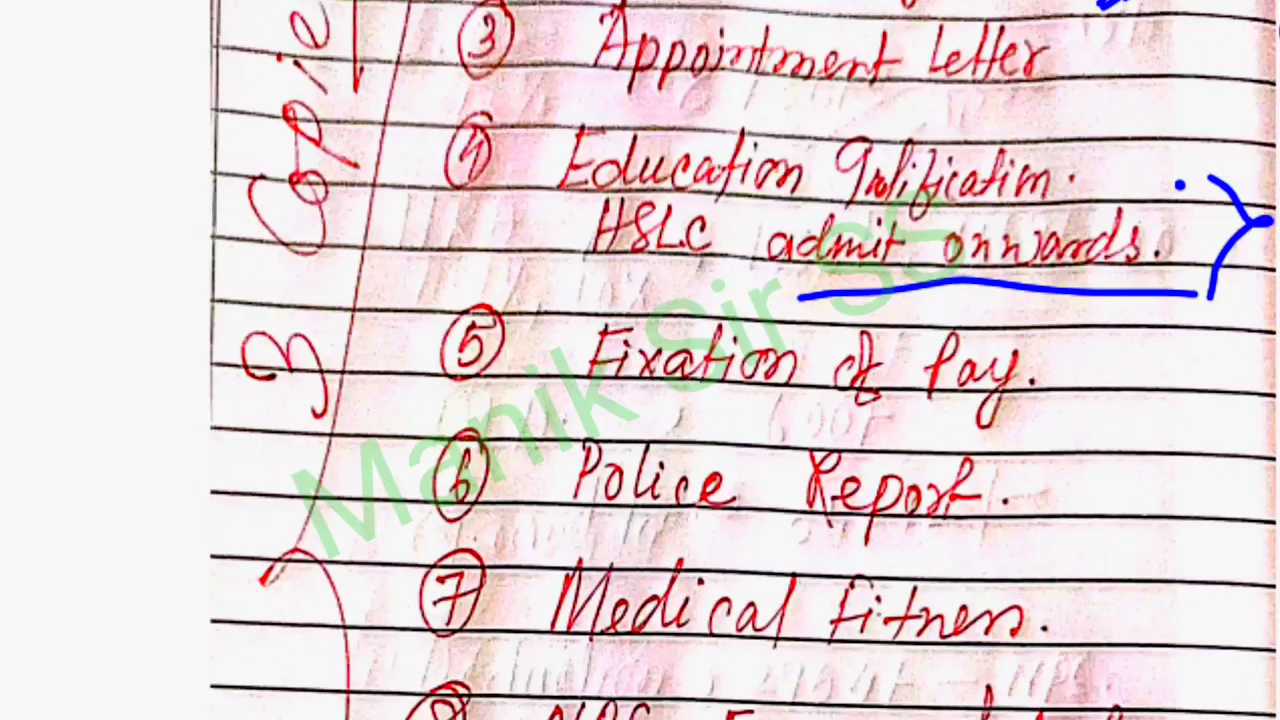 3 Copie
③ Appointment Letter
④ Education Qulification.
HSLC admit onwards.
⑤ Fixation of Pay.
⑥ Police Report.
⑦ Medical Fitness.
Manik Sir SS